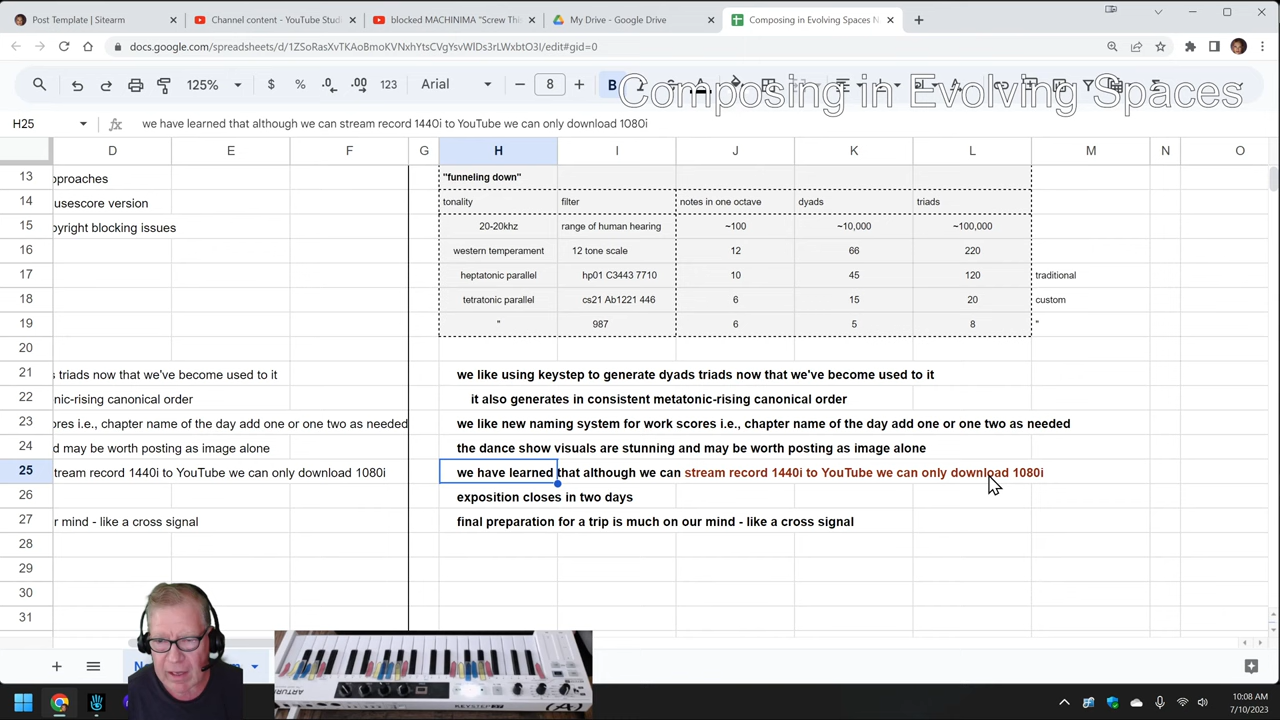 Post Template | Sitearm
Channel content - YouTube Stud
blocked MACHINIMA "Screw Thi
My Drive - Google Drive
Composing in Evolving Spaces N
docs.google.com/spreadsheets/d/1ZSoRasXvTKAoBmoKVNxhYtsCVgYsvWlDs3rLWxbtO3I/edit#gid=0
125% $ % .0 .00 123 Arial 8 B
Composing in Evolving Spaces
H25 fx we have learned that although we can stream record 1440i to YouTube we can only download 1080i
D E F G H I J K L M N O
13 pproaches "funneling down"
14 usescore version tonality filter notes in one octave dyads triads
15 pyright blocking issues 20-20khz range of human hearing ~100 ~10,000 ~100,000
16 western temperament 12 tone scale 12 66 220
17 heptatonic parallel hp01 C3443 7710 10 45 120 traditional
18 tetratonic parallel cs21 Ab1221 446 6 15 20 custom
19 " 987 6 5 8 "
20
21 s triads now that we've become used to it we like using keystep to generate dyads triads now that we've become used to it
22 onic-rising canonical order it also generates in consistent metatonic-rising canonical order
23 ores i.e., chapter name of the day add one or one two as needed we like new naming system for work scores i.e., chapter name of the day add one or one two as needed
24 d may be worth posting as image alone the dance show visuals are stunning and may be worth posting as image alone
25 tream record 1440i to YouTube we can only download 1080i we have learned that although we can stream record 1440i to YouTube we can only download 1080i
26 exposition closes in two days
27 r mind - like a cross signal final preparation for a trip is much on our mind - like a cross signal
28
29
30
31
ARTURIA
KEYSTEP 37
10:08 AM
7/10/2023